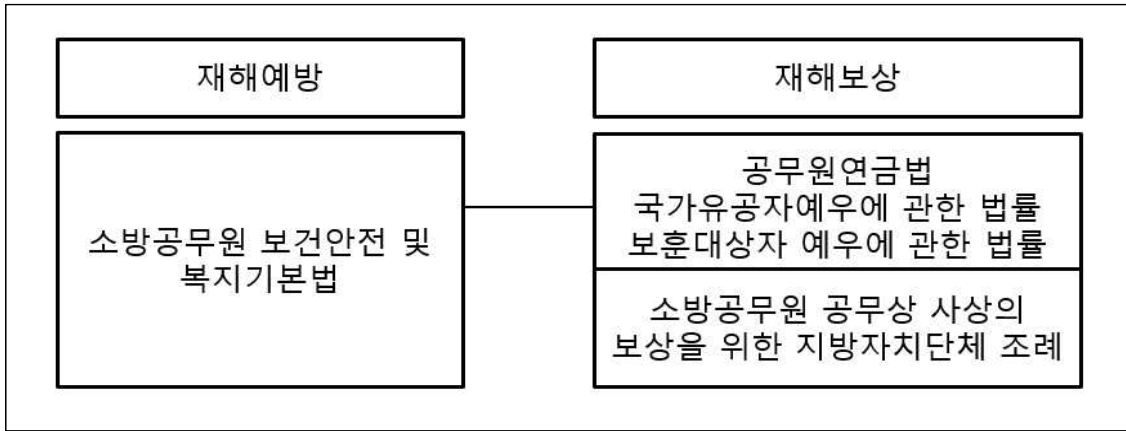 재해예방
재해보상
소방공무원 보건안전 및
복지기본법
공무원연금법
국가유공자예우에 관한 법률
보훈대상자 예우에 관한 법률
소방공무원 공무상 사상의
보상을 위한 지방자치단체 조례